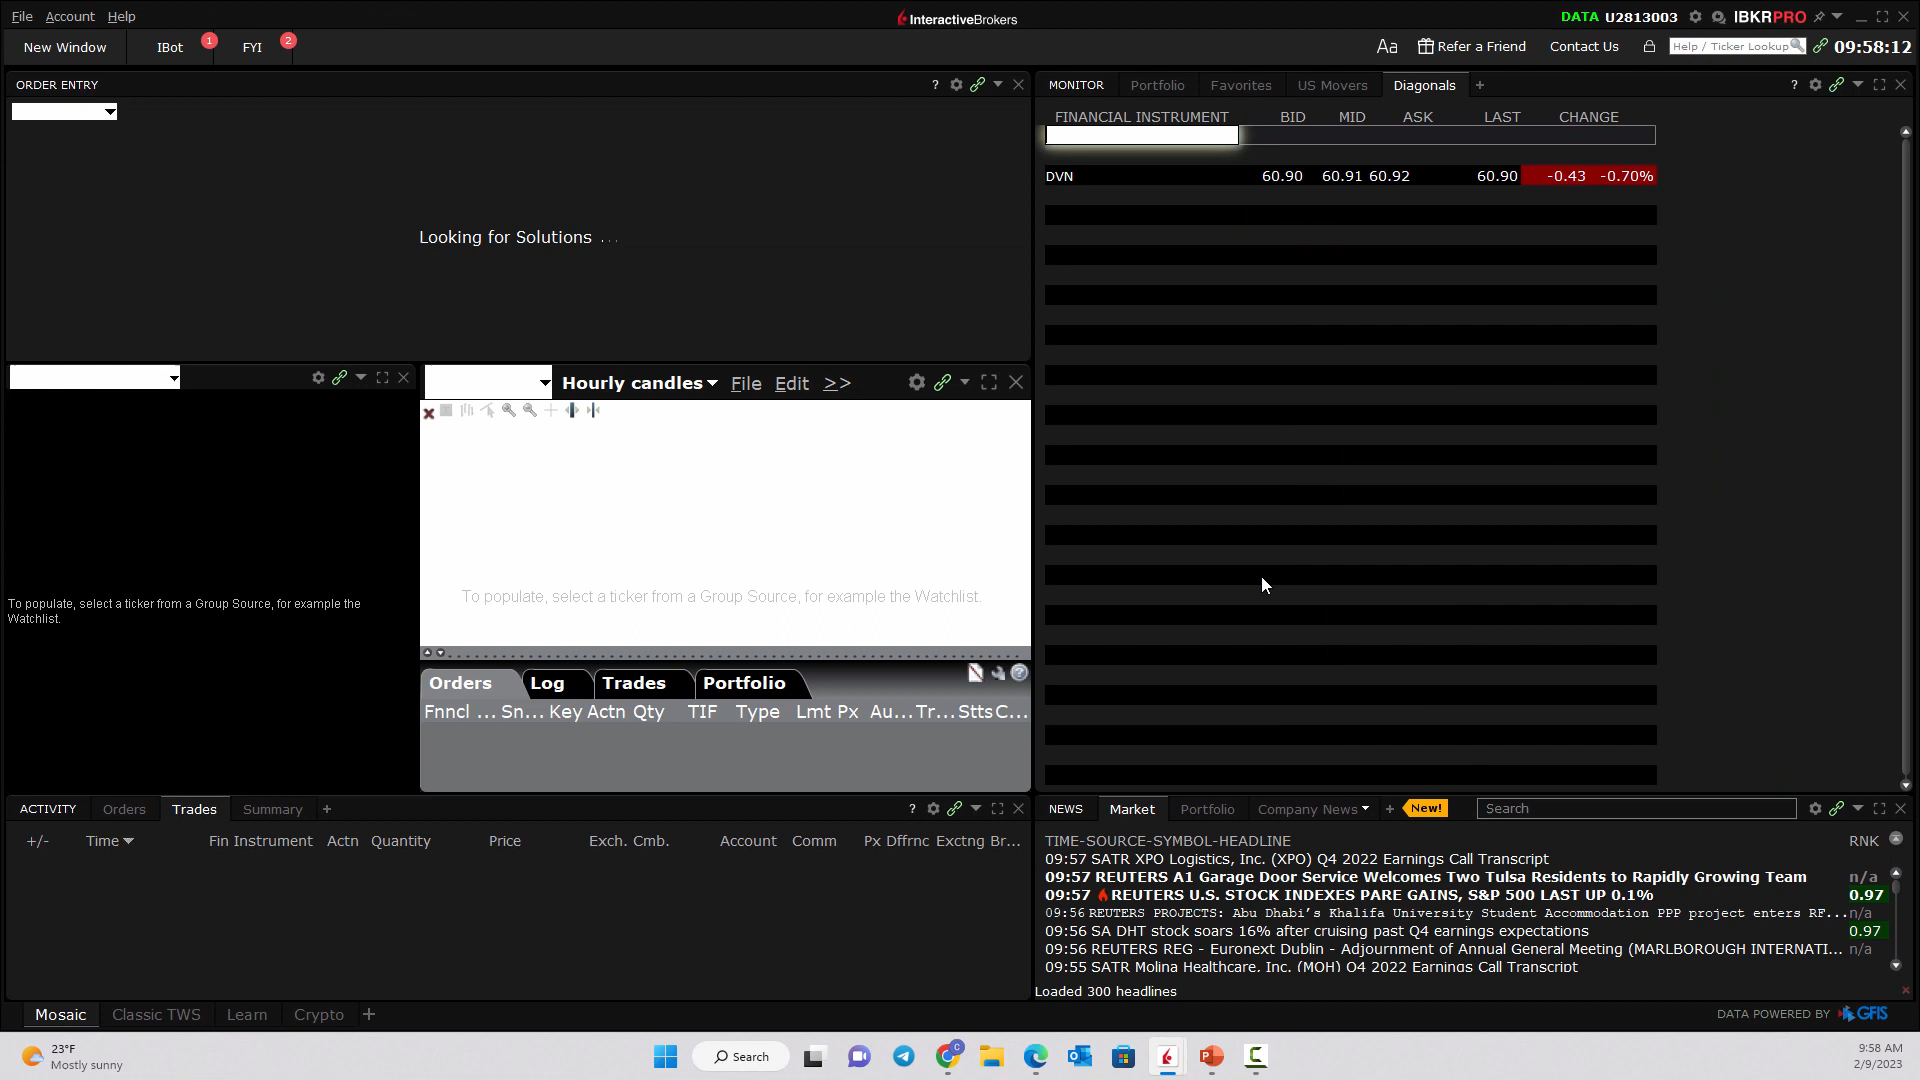 File Account Help
InteractiveBrokers
DATA U2813003 IBKRPRO
New Window IBot 1 FYI 2
Aa Refer a Friend Contact Us Help / Ticker Lookup 09:58:12
ORDER ENTRY ?
Looking for Solutions ...
MONITOR Portfolio Favorites US Movers Diagonals + ?
FINANCIAL INSTRUMENT BID MID ASK LAST CHANGE
DVN 60.90 60.91 60.92 60.90 -0.43 -0.70%
To populate, select a ticker from a Group Source, for example the
Watchlist.
Hourly candles File Edit >>
To populate, select a ticker from a Group Source, for example the Watchlist.
Orders Log Trades Portfolio
Fnncl ... Sn... Key Actn Qty TIF Type Lmt Px Au... Tr... Stts C...
ACTIVITY Orders Trades Summary + ?
+/- Time Fin Instrument Actn Quantity Price Exch. Cmb. Account Comm Px Dffrnc Exctng Br...
NEWS Market Portfolio Company News + New! Search
TIME-SOURCE-SYMBOL-HEADLINE RNK
09:57 SATR XPO Logistics, Inc. (XPO) Q4 2022 Earnings Call Transcript
09:57 REUTERS A1 Garage Door Service Welcomes Two Tulsa Residents to Rapidly Growing Team n/a
09:57 REUTERS U.S. STOCK INDEXES PARE GAINS, S&P 500 LAST UP 0.1% 0.97
09:56 REUTERS PROJECTS: Abu Dhabi's Khalifa University Student Accommodation PPP project enters RF... n/a
09:56 SA DHT stock soars 16% after cruising past Q4 earnings expectations 0.97
09:56 REUTERS REG - Euronext Dublin - Adjournment of Annual General Meeting (MARLBOROUGH INTERNATI... n/a
09:55 SATR Molina Healthcare, Inc. (MOH) Q4 2022 Earnings Call Transcript
Loaded 300 headlines
Mosaic Classic TWS Learn Crypto +
DATA POWERED BY GFIS
23°F
Mostly sunny
Search
9:58 AM
2/9/2023